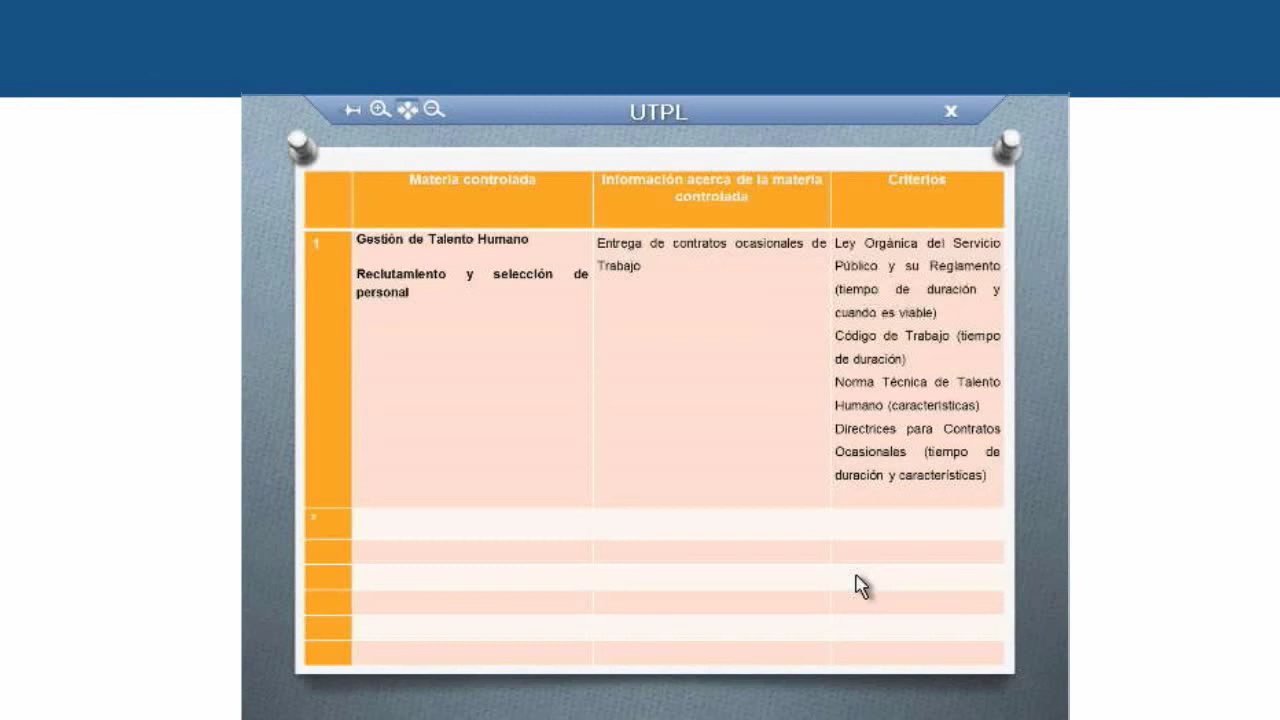 UTPL
Materia controlada
Información acerca de la materia
controlada
Criterios
1
Gestión de Talento Humano
Reclutamiento y selección de
personal
Entrega de contratos ocasionales de
Trabajo
Ley Orgánica del Servicio
Público y su Reglamento
(tiempo de duración y
cuando es viable)
Código de Trabajo (tiempo
de duración)
Norma Técnica de Talento
Humano (características)
Directrices para Contratos
Ocasionales (tiempo de
duración y características)